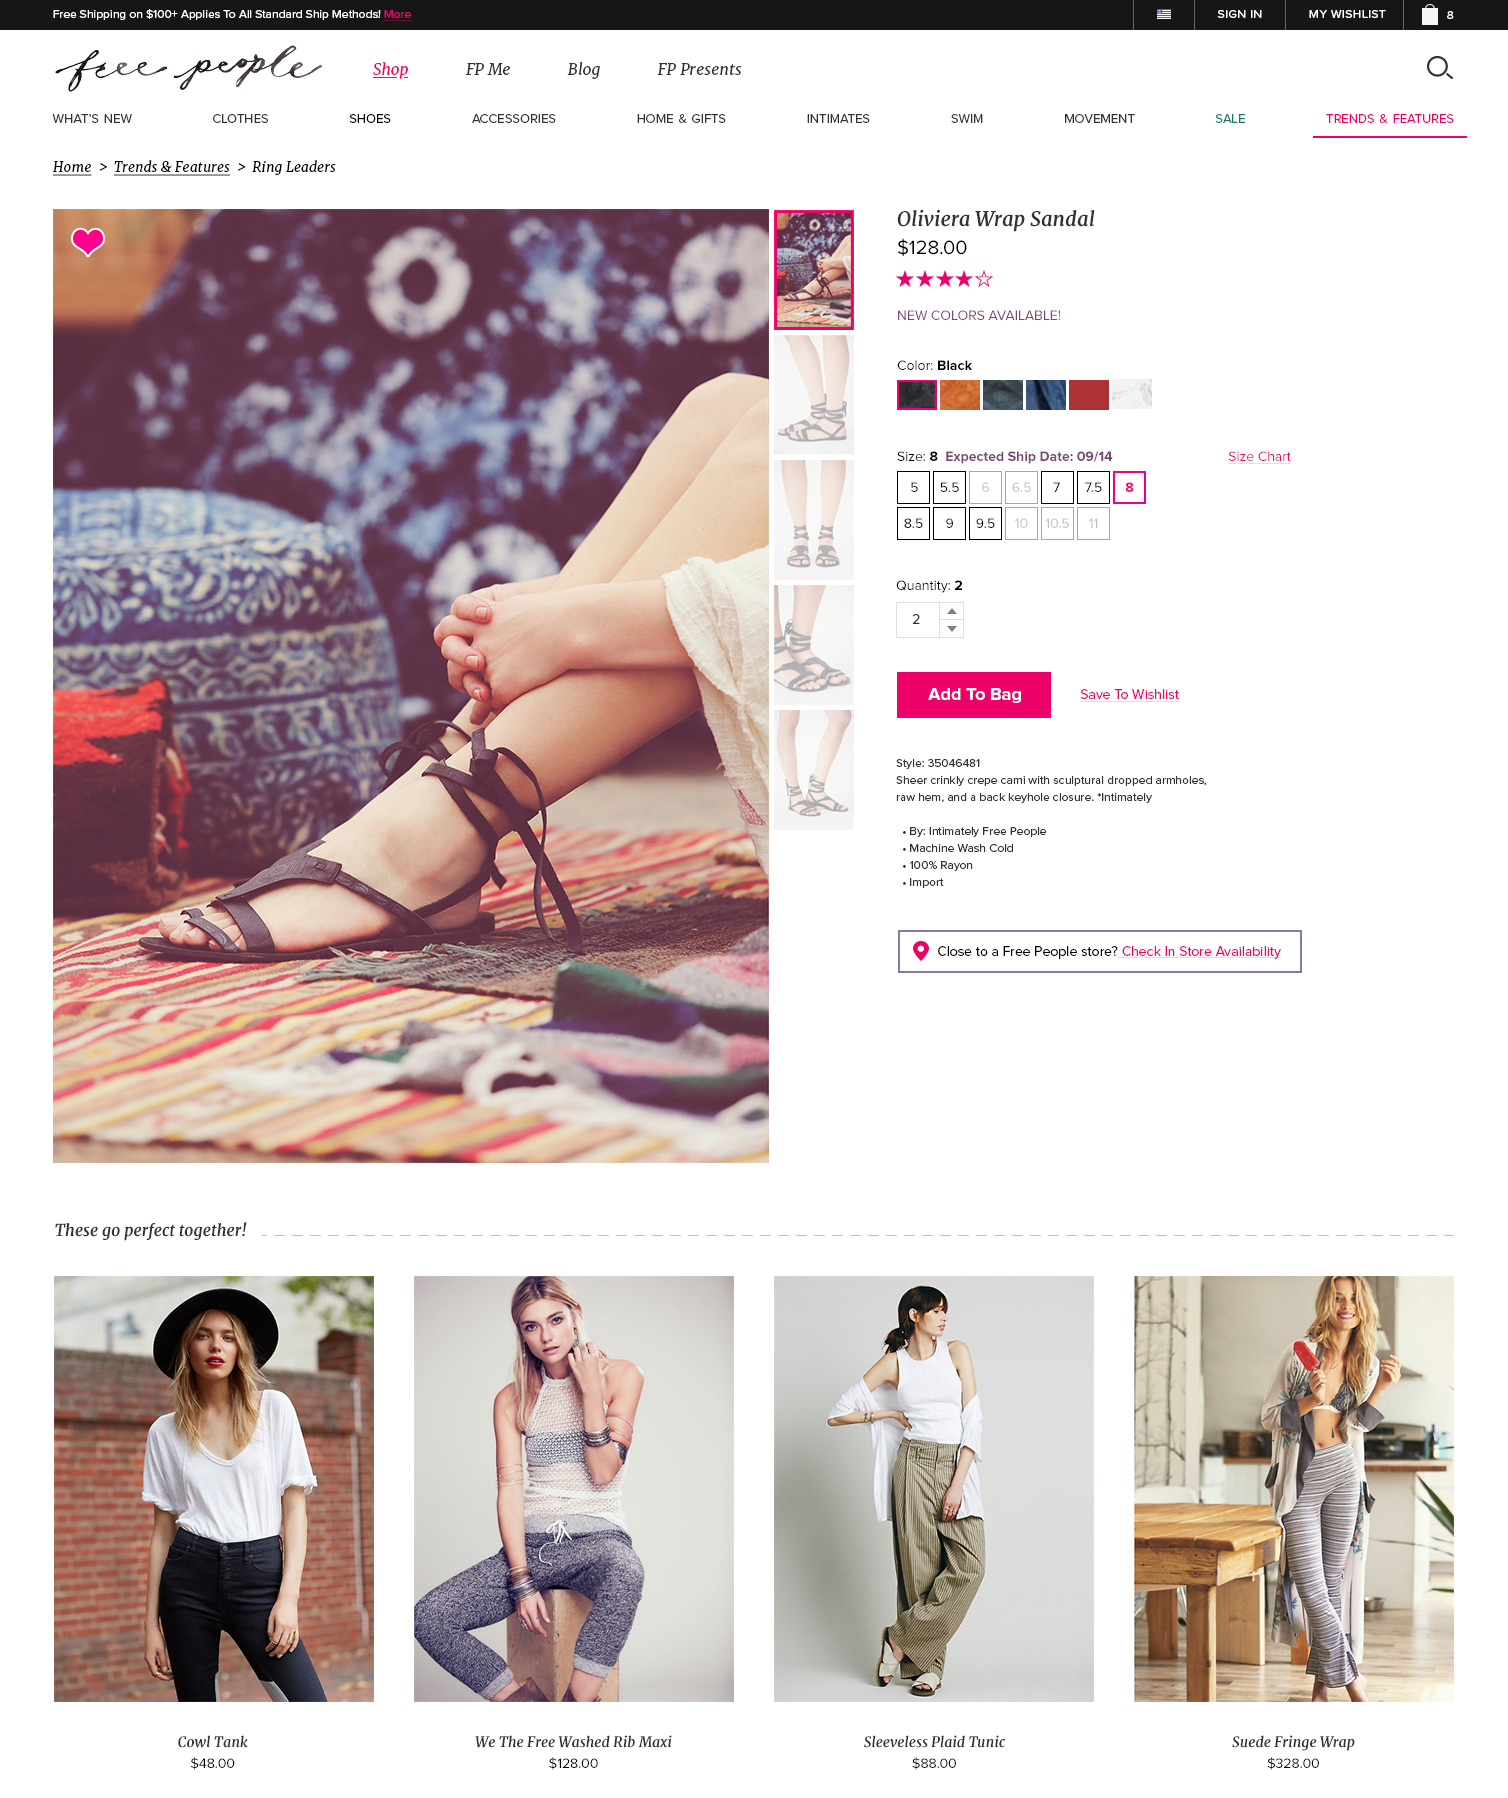 Free Shipping on $100+ Applies To All Standard Ship Methods! More
SIGN IN
MY WISHLIST
8
free people
Shop
FP Me
Blog
FP Presents
WHAT'S NEW
CLOTHES
SHOES
ACCESSORIES
HOME & GIFTS
INTIMATES
SWIM
MOVEMENT
SALE
TRENDS & FEATURES
Home > Trends & Features > Ring Leaders
Oliviera Wrap Sandal
$128.00
NEW COLORS AVAILABLE!
Color: Black
Size: 8 Expected Ship Date: 09/14
Size Chart
5 5.5 6 6.5 7 7.5 8
8.5 9 9.5 10 10.5 11
Quantity: 2
2
Add To Bag
Save To Wishlist
Style: 35046481
Sheer crinkly crepe cami with sculptural dropped armholes,
raw hem, and a back keyhole closure. *Intimately
• By: Intimately Free People
• Machine Wash Cold
• 100% Rayon
• Import
Close to a Free People store? Check In Store Availability
These go perfect together!
Cowl Tank
$48.00
We The Free Washed Rib Maxi
$128.00
Sleeveless Plaid Tunic
$88.00
Suede Fringe Wrap
$328.00